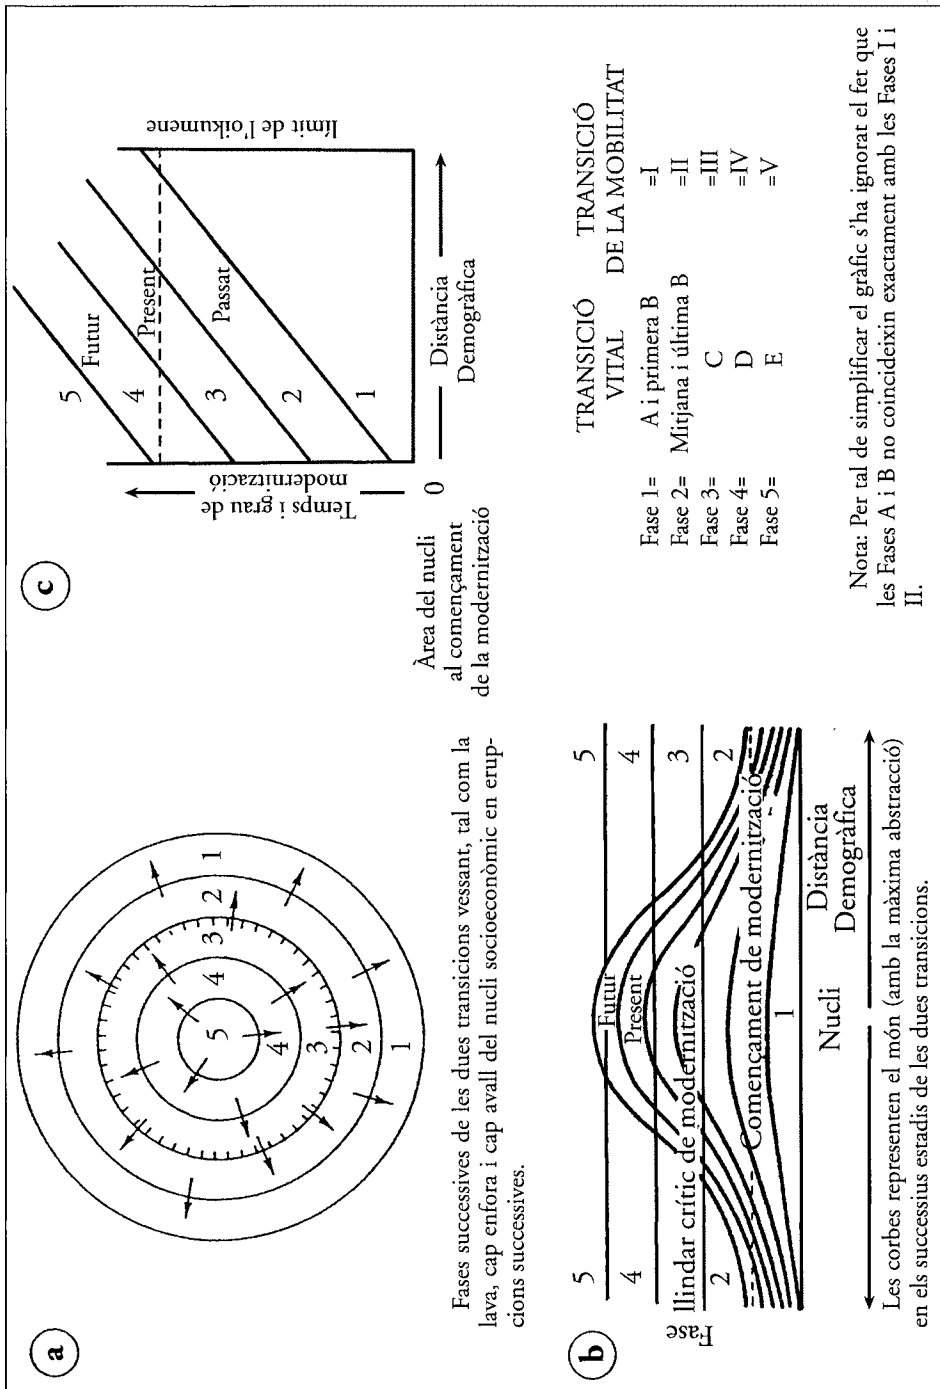 a
5
4
4
3
3
2
2
1
1
Fases successives de les dues transicions vessant, tal com la
lava, cap enfora i cap avall del nucli socioeconòmic en erup-
cions successives.
b
Fase
5
4
2
5
4
3
2
Futur
Present
llindar crític de modernització
Començament de modernització
1
Nucli
Distància
Demogràfica
Les corbes representen el món (amb la màxima abstracció)
en els successius estadis de les dues transicions.
c
Temps i grau de
modernització
0
Àrea del nucli
al començament
de la modernització
5
Futur
4
Present
3
Passat
2
1
Distància
Demogràfica
límit de l'oikumene
TRANSICIÓ TRANSICIÓ
VITAL DE LA MOBILITAT
Fase 1= A i primera B =I
Fase 2= Mitjana i última B =II
Fase 3= C =III
Fase 4= D =IV
Fase 5= E =V
Nota: Per tal de simplificar el gràfic s'ha ignorat el fet que
les Fases A i B no coincideixin exactament amb les Fases I i
II.